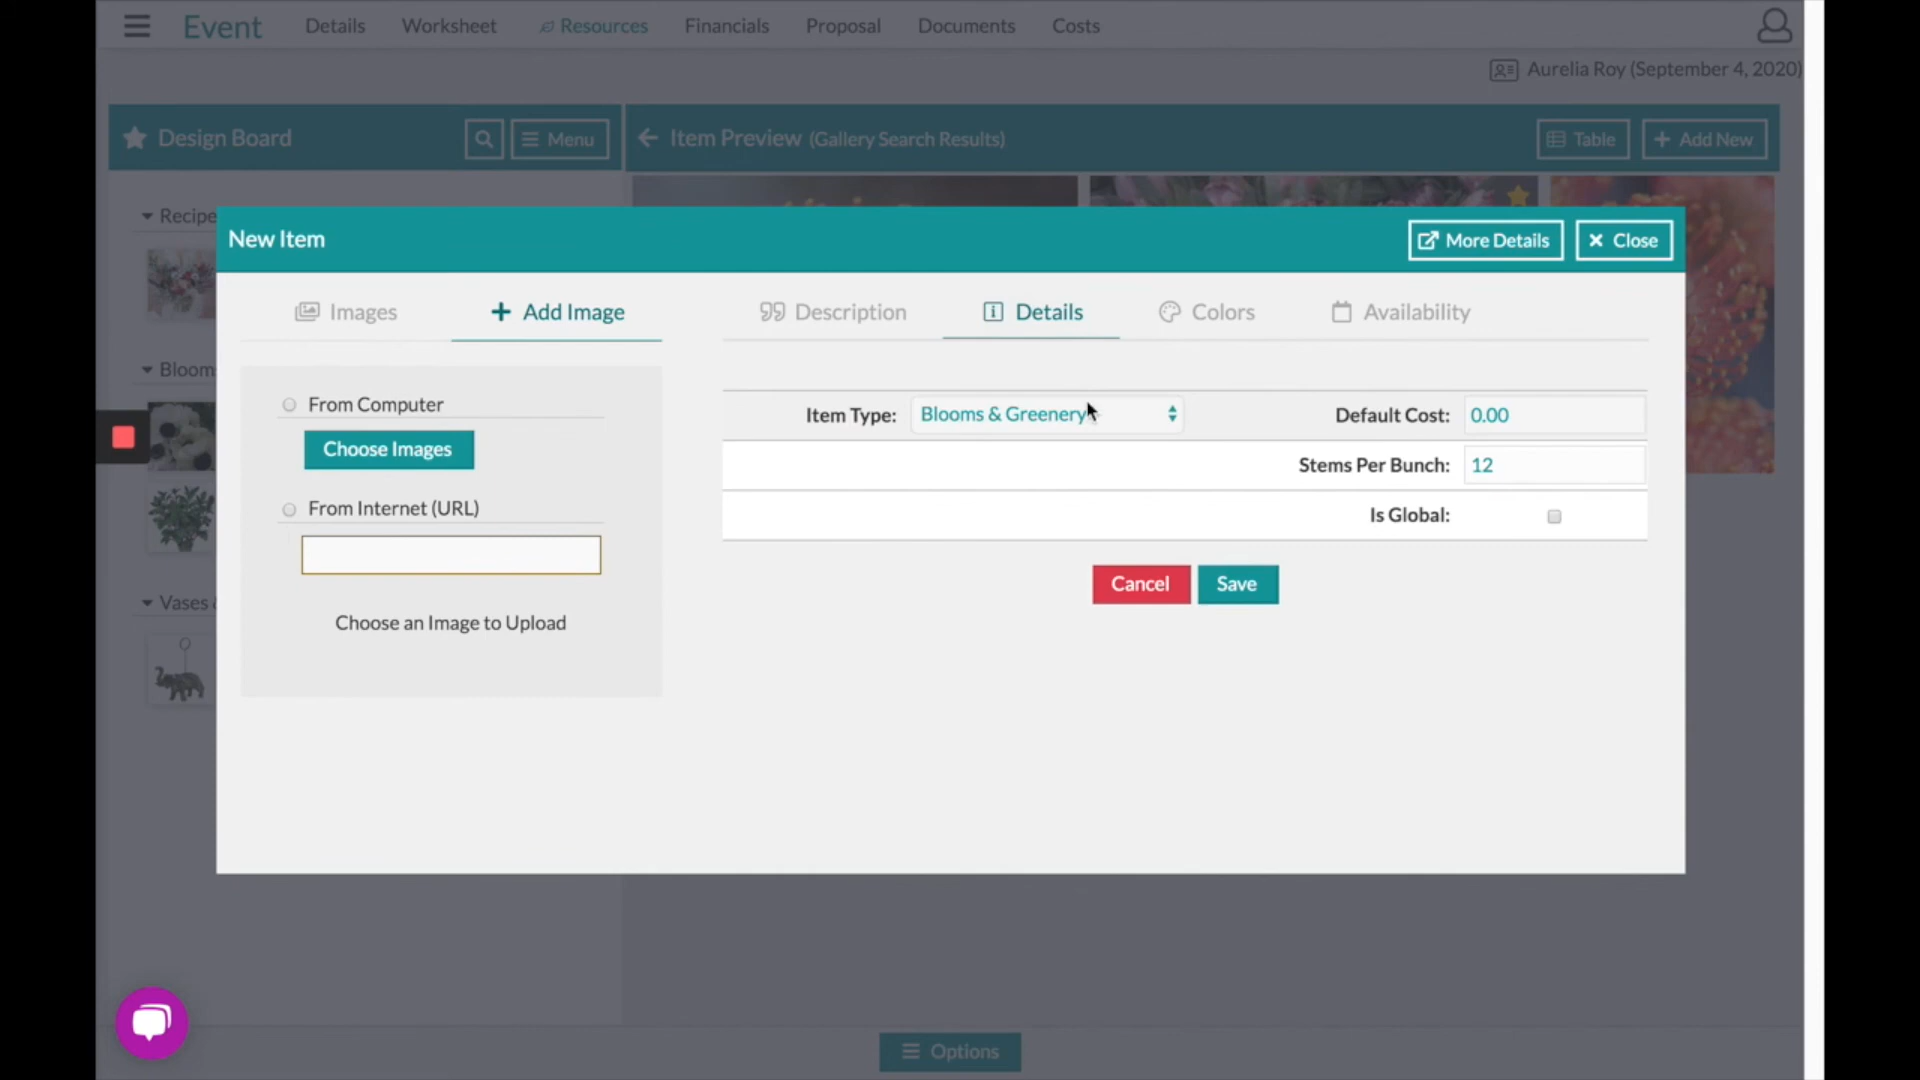 Event Details Worksheet Resources Financials Proposal Documents Costs
Aurelia Roy (September 4, 2020)
Design Board Menu Item Preview (Gallery Search Results) Table Add New
Recipe
New Item More Details Close
Images Add Image Description Details Colors Availability
Bloom
From Computer
Item Type: Blooms & Greenery Default Cost: 0.00
Choose Images
Stems Per Bunch: 12
From Internet (URL)
Is Global:
Cancel Save
Vases
Choose an Image to Upload
Options